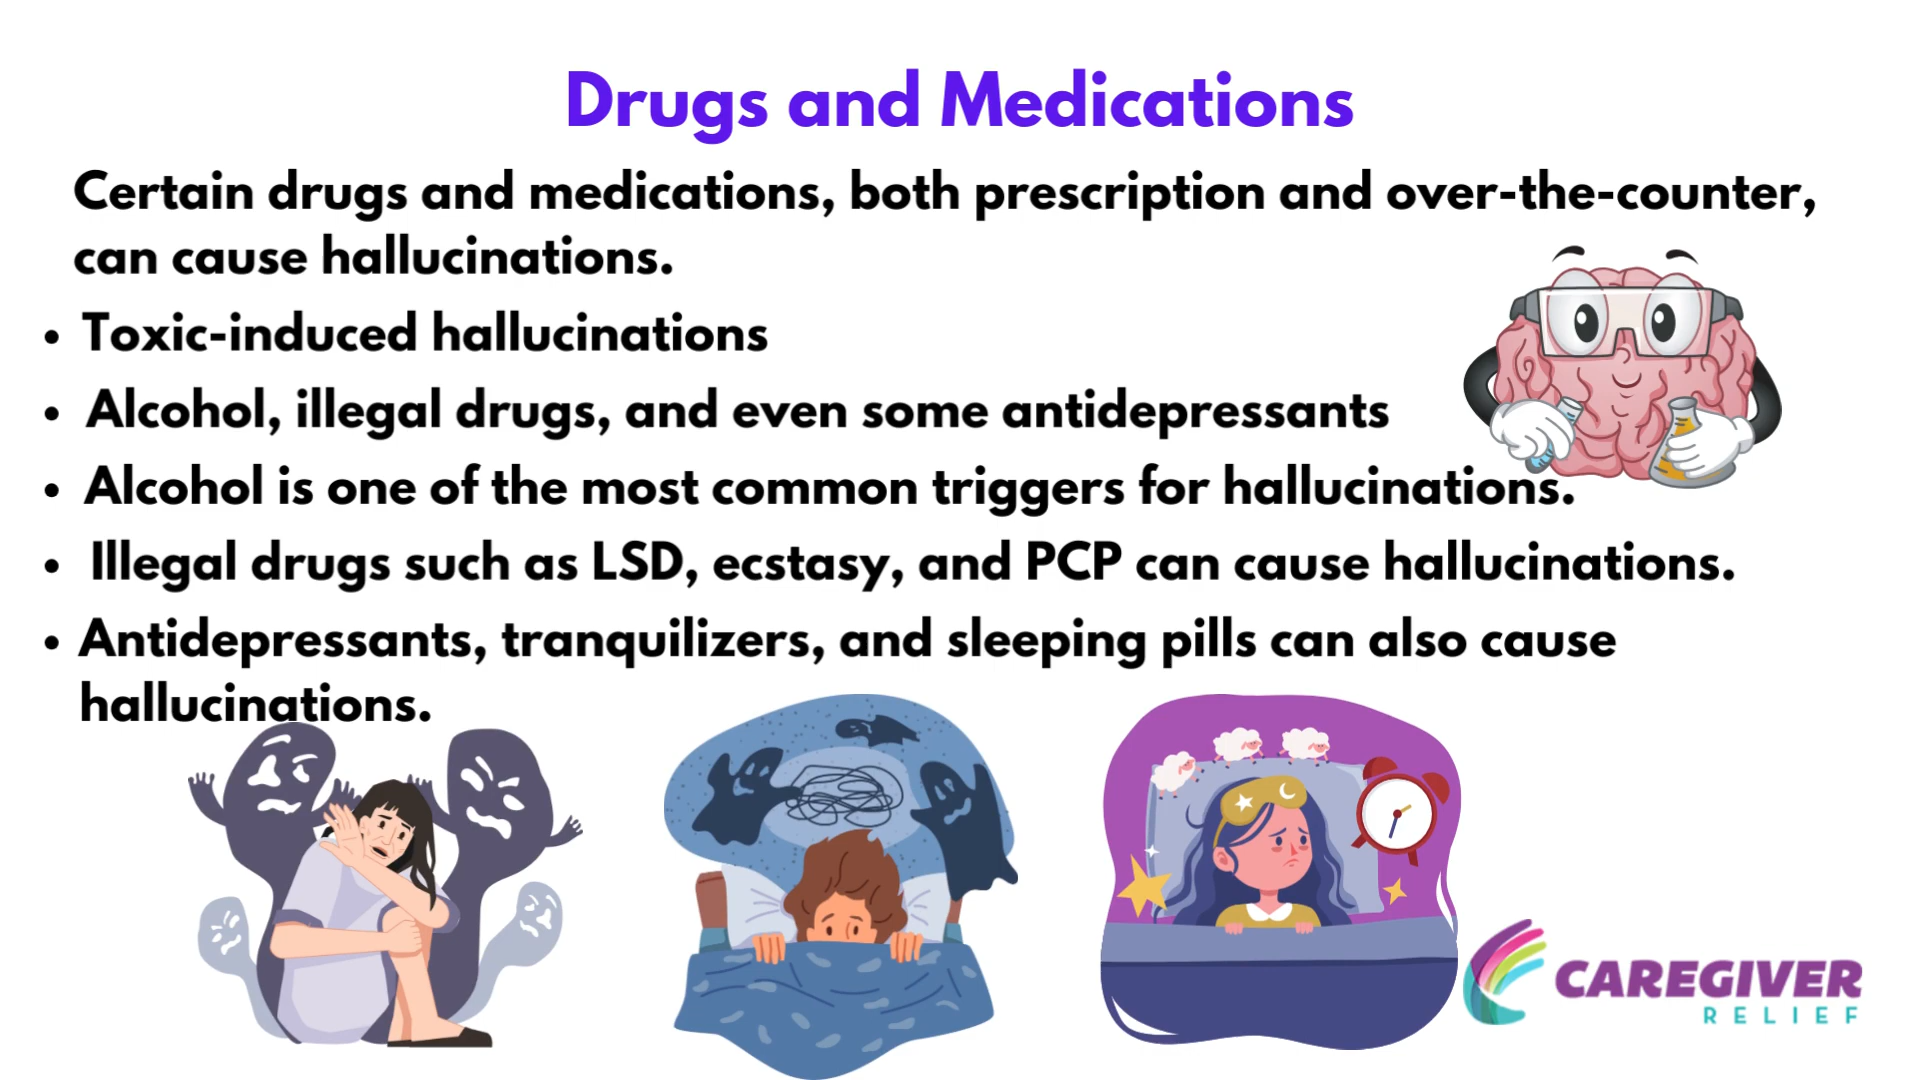 Drugs and Medications
Certain drugs and medications, both prescription and over-the-counter,
can cause hallucinations.
• Toxic-induced hallucinations
• Alcohol, illegal drugs, and even some antidepressants
• Alcohol is one of the most common triggers for hallucinations.
• Illegal drugs such as LSD, ecstasy, and PCP can cause hallucinations.
• Antidepressants, tranquilizers, and sleeping pills can also cause
hallucinations.
CAREGIVER
RELIEF